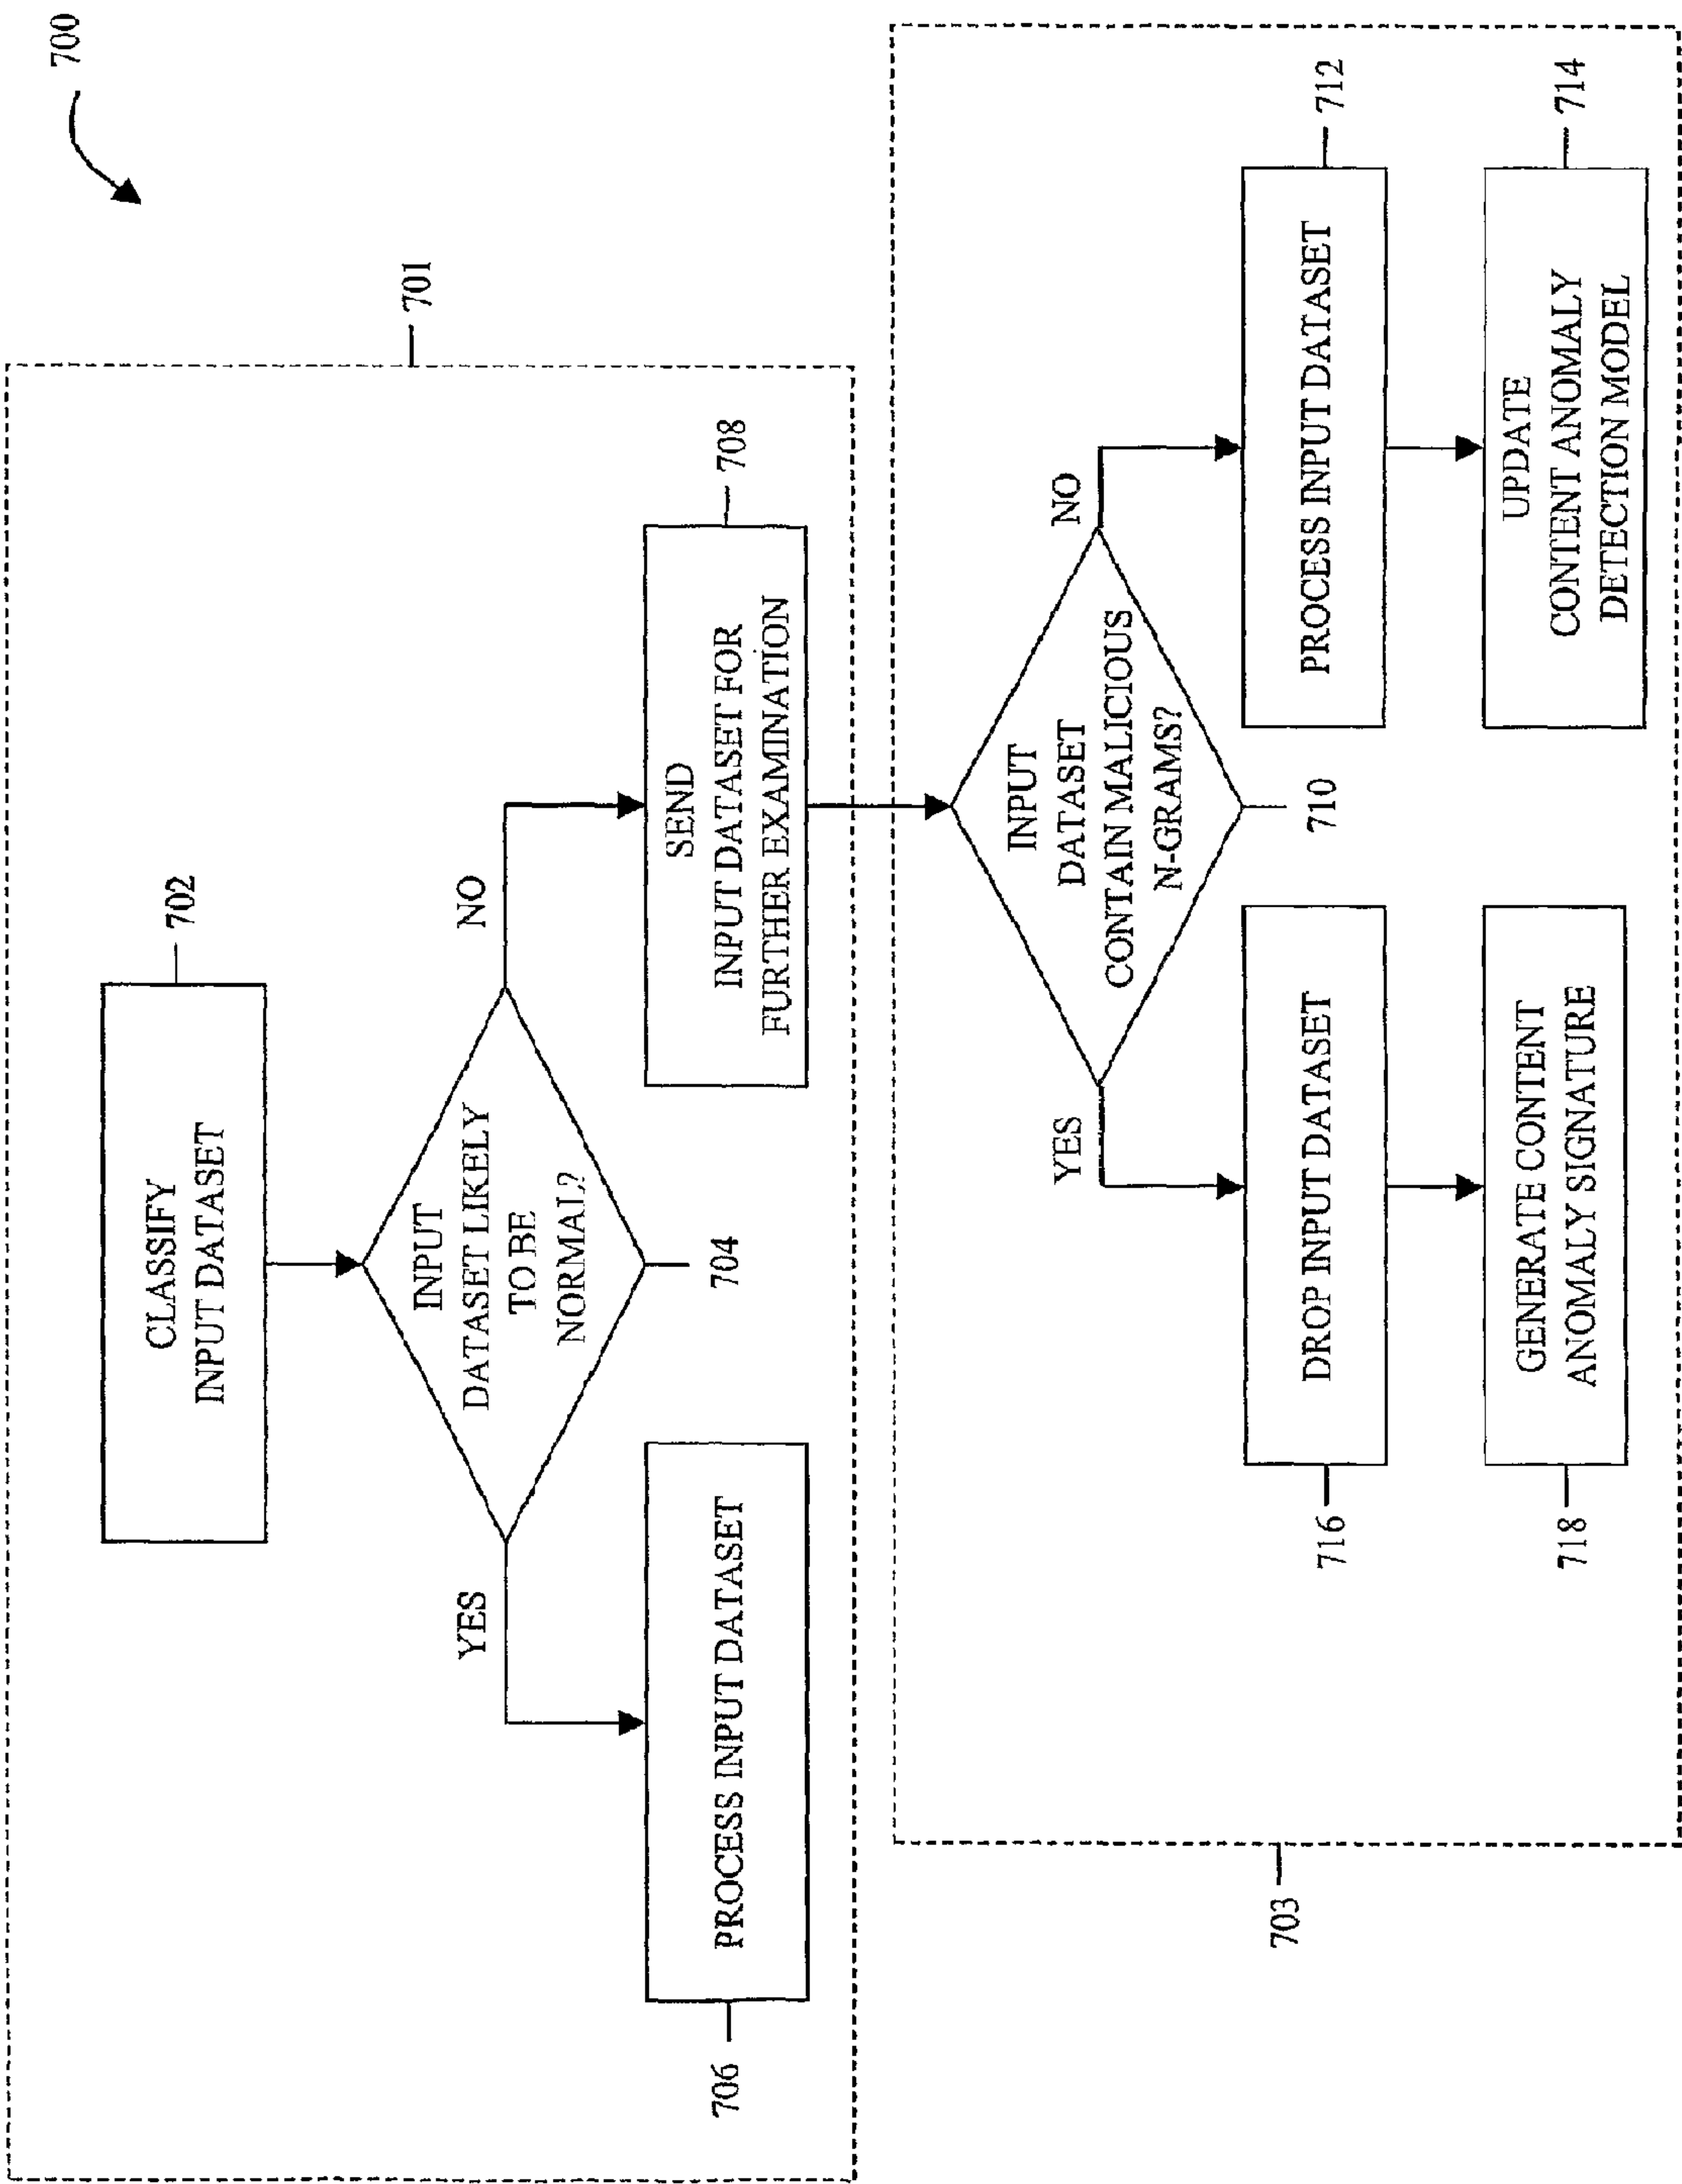 700
701
CLASSIFY
INPUT DATASET
702
INPUT
DATASET LIKELY
TO BE
NORMAL?
704
YES
NO
PROCESS INPUT DATASET
706
SEND
INPUT DATASET FOR
FURTHER EXAMINATION
708
703
INPUT
DATASET
CONTAIN MALICIOUS
N-GRAMS?
710
YES
NO
DROP INPUT DATASET
716
PROCESS INPUT DATASET
712
GENERATE CONTENT
ANOMALY SIGNATURE
718
UPDATE
CONTENT ANOMALY
DETECTION MODEL
714